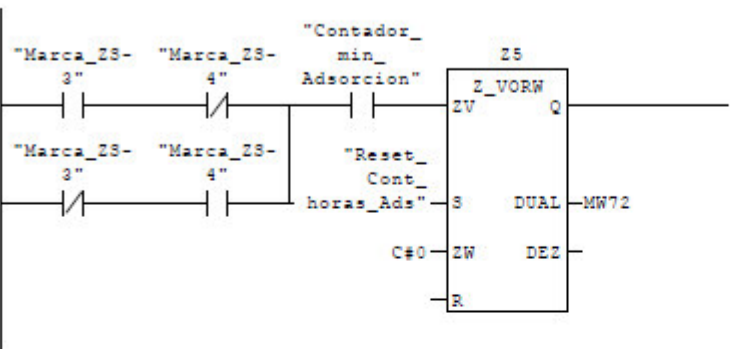 "Contador_
min_
Adsorcion"
"Marca_ZS-
3"
"Marca_ZS-
4"
Z5
Z_VORW
ZV
Q
"Marca_ZS-
3"
"Marca_ZS-
4"
"Reset_
Cont_
horas_Ads"
S
DUAL
MW72
C#0
ZW
DEZ
R